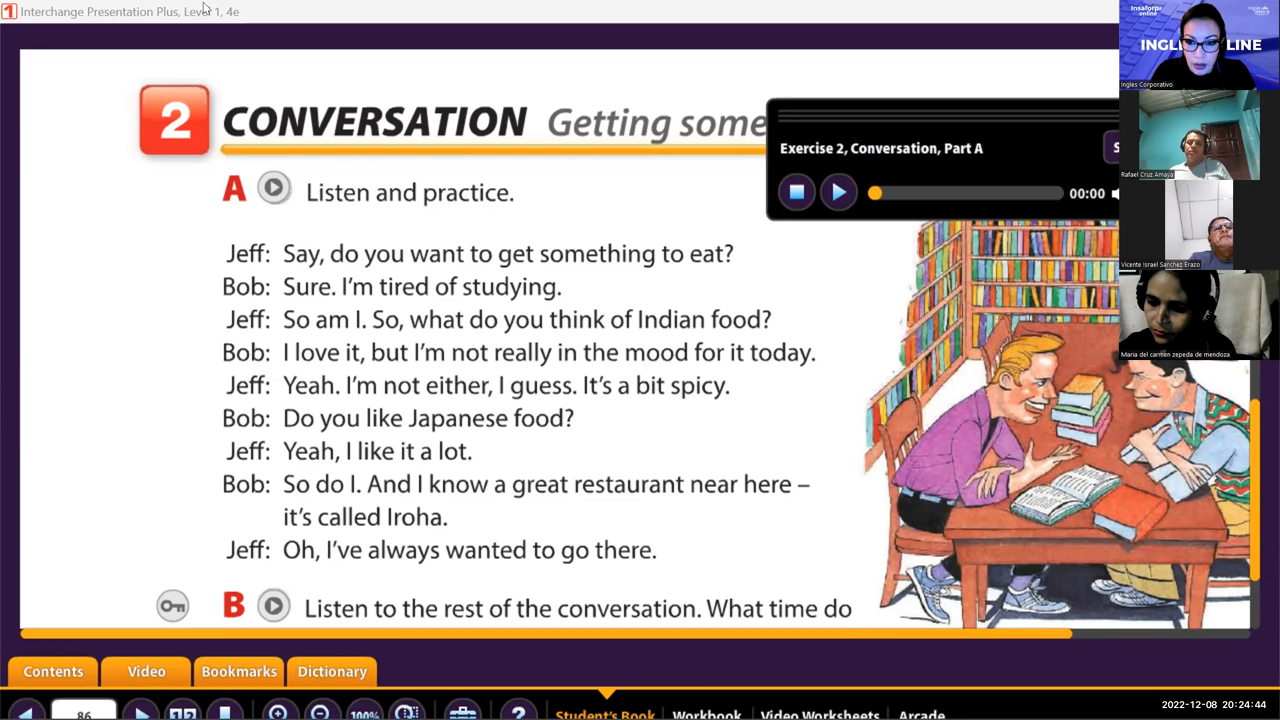 Interchange Presentation Plus, Level 1, 4e
2 CONVERSATION Getting some
Exercise 2, Conversation, Part A
00:00
A Listen and practice.
Jeff: Say, do you want to get something to eat?
Bob: Sure. I'm tired of studying.
Jeff: So am I. So, what do you think of Indian food?
Bob: I love it, but I'm not really in the mood for it today.
Jeff: Yeah. I'm not either, I guess. It's a bit spicy.
Bob: Do you like Japanese food?
Jeff: Yeah, I like it a lot.
Bob: So do I. And I know a great restaurant near here –
it's called Iroha.
Jeff: Oh, I've always wanted to go there.
B Listen to the rest of the conversation. What time do
Contents Video Bookmarks Dictionary
86 100% ?
Student's Book Workbook Video Worksheets Arcade
Insaforp
online
INGL LINE
Ingles Corporativo
Rafael Cruz Amaya
Vicente Israel Sanchez Erazo
Maria del carmen zepeda de mendoza
2022-12-08 20:24:44